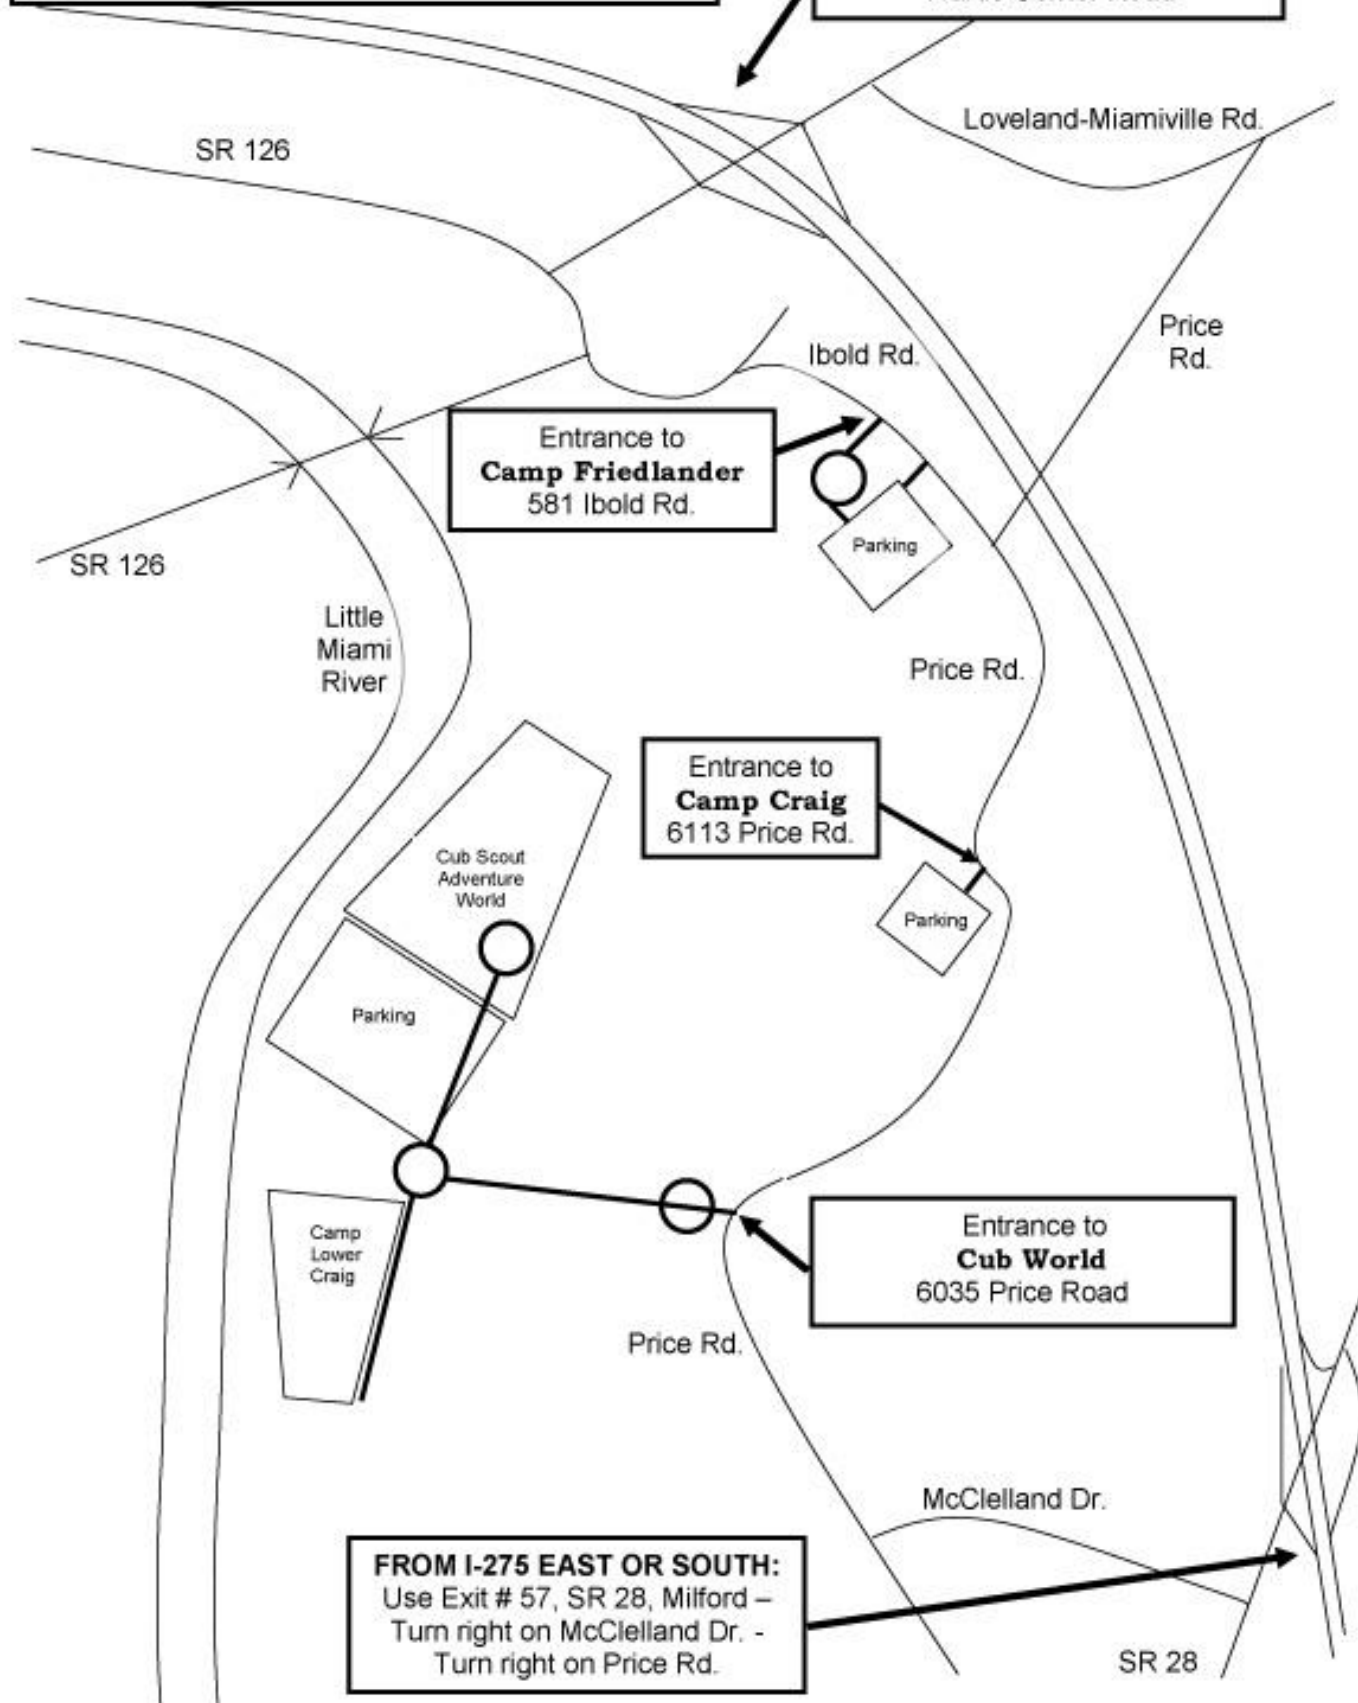 SR 126
Loveland-Miamiville Rd.
Price
Rd.
Ibold Rd.
Entrance to
Camp Friedlander
581 Ibold Rd.
Parking
SR 126
Little
Miami
River
Price Rd.
Entrance to
Camp Craig
6113 Price Rd.
Cub Scout
Adventure
World
Parking
Parking
Camp
Lower
Craig
Entrance to
Cub World
6035 Price Road
Price Rd.
McClelland Dr.
FROM I-275 EAST OR SOUTH:
Use Exit # 57, SR 28, Milford –
Turn right on McClelland Dr. -
Turn right on Price Rd.
SR 28